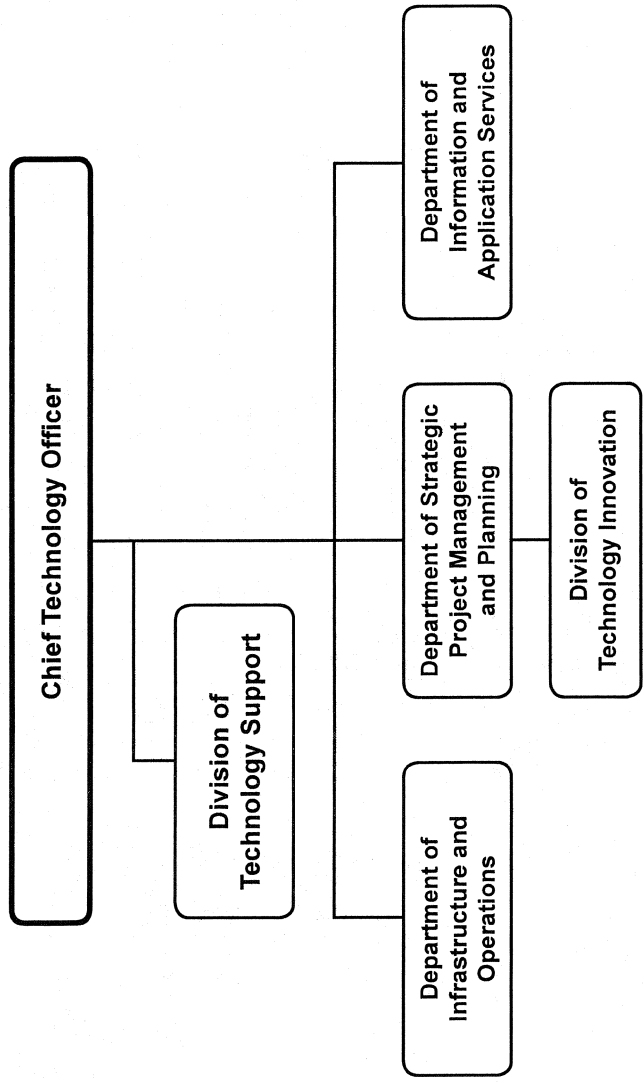 Chief Technology Officer
Division of
Technology Support
Department of
Infrastructure and
Operations
Department of Strategic
Project Management
and Planning
Department of
Information and
Application Services
Division of
Technology Innovation